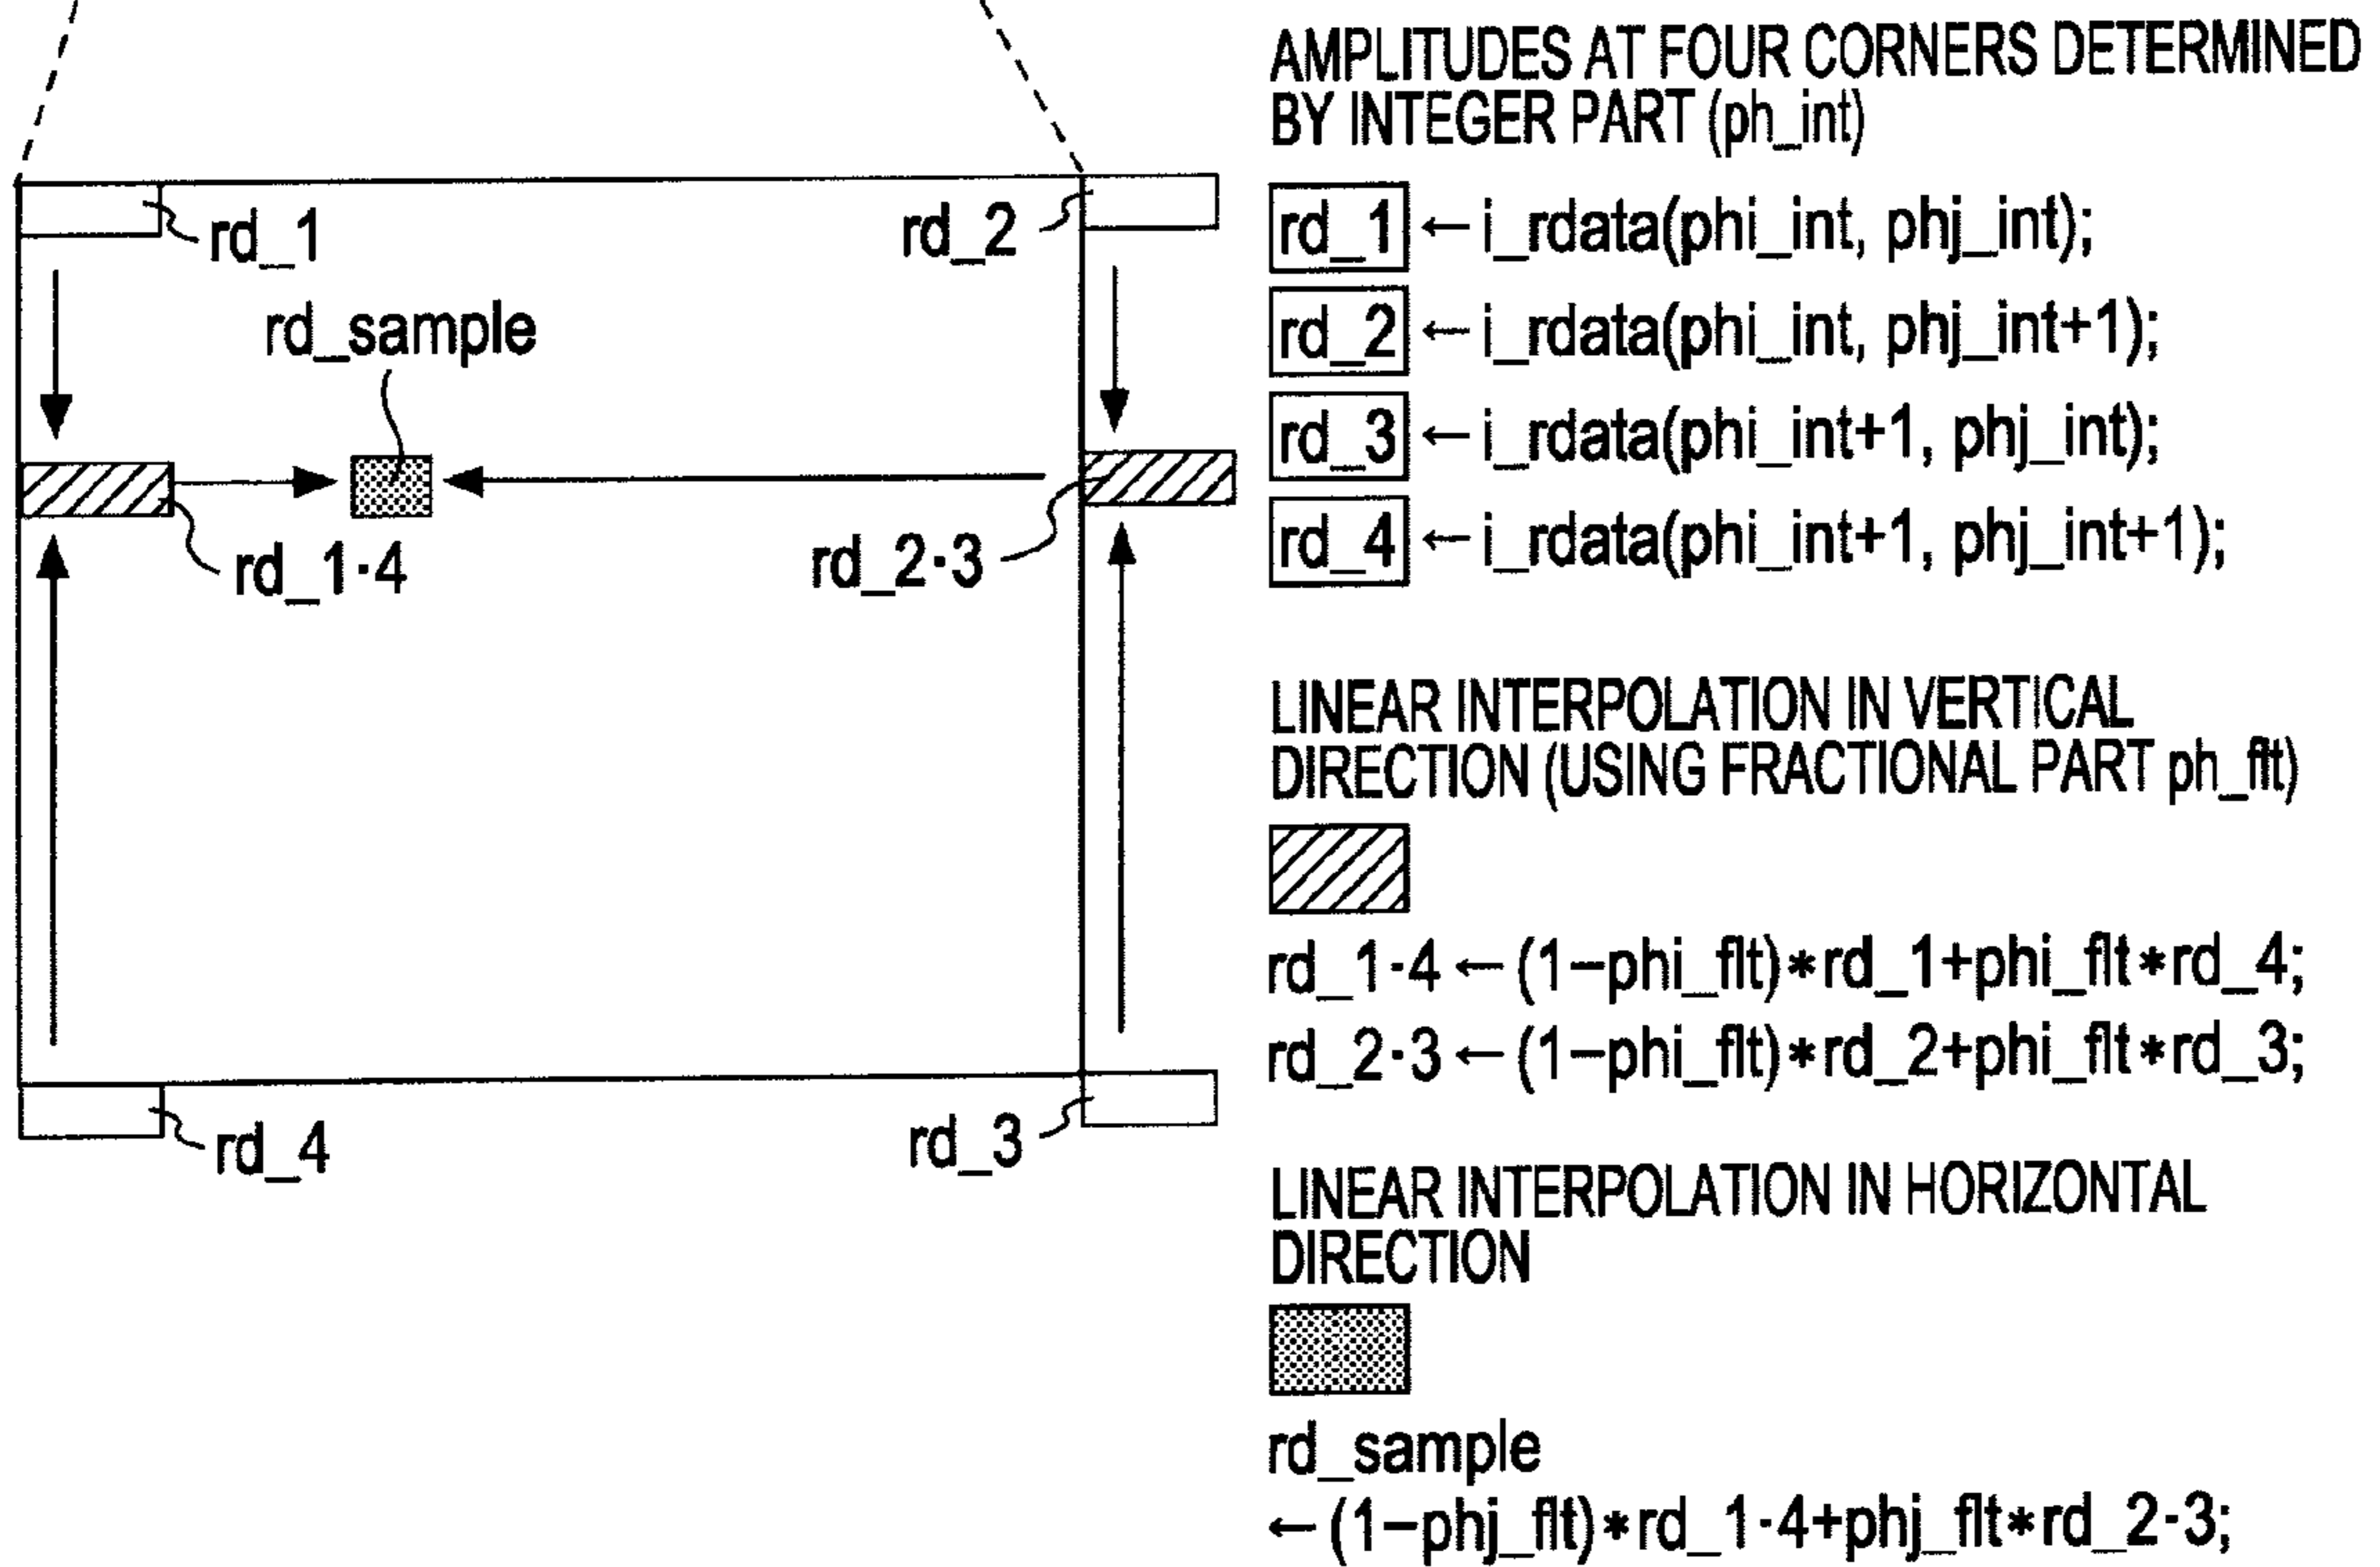 rd_1
rd_2
rd_sample
rd_1·4
rd_2·3
rd_4
rd_3
AMPLITUDES AT FOUR CORNERS DETERMINED
BY INTEGER PART (ph_int)
rd_1 ← i_rdata(phi_int, phj_int);
rd_2 ← i_rdata(phi_int, phj_int+1);
rd_3 ← i_rdata(phi_int+1, phj_int);
rd_4 ← i_rdata(phi_int+1, phj_int+1);
LINEAR INTERPOLATION IN VERTICAL
DIRECTION (USING FRACTIONAL PART ph_flt)
rd_1·4 ← (1−phi_flt)*rd_1+phi_flt*rd_4;
rd_2·3 ← (1−phi_flt)*rd_2+phi_flt*rd_3;
LINEAR INTERPOLATION IN HORIZONTAL
DIRECTION
rd_sample
← (1−phj_flt)*rd_1·4+phj_flt*rd_2·3;